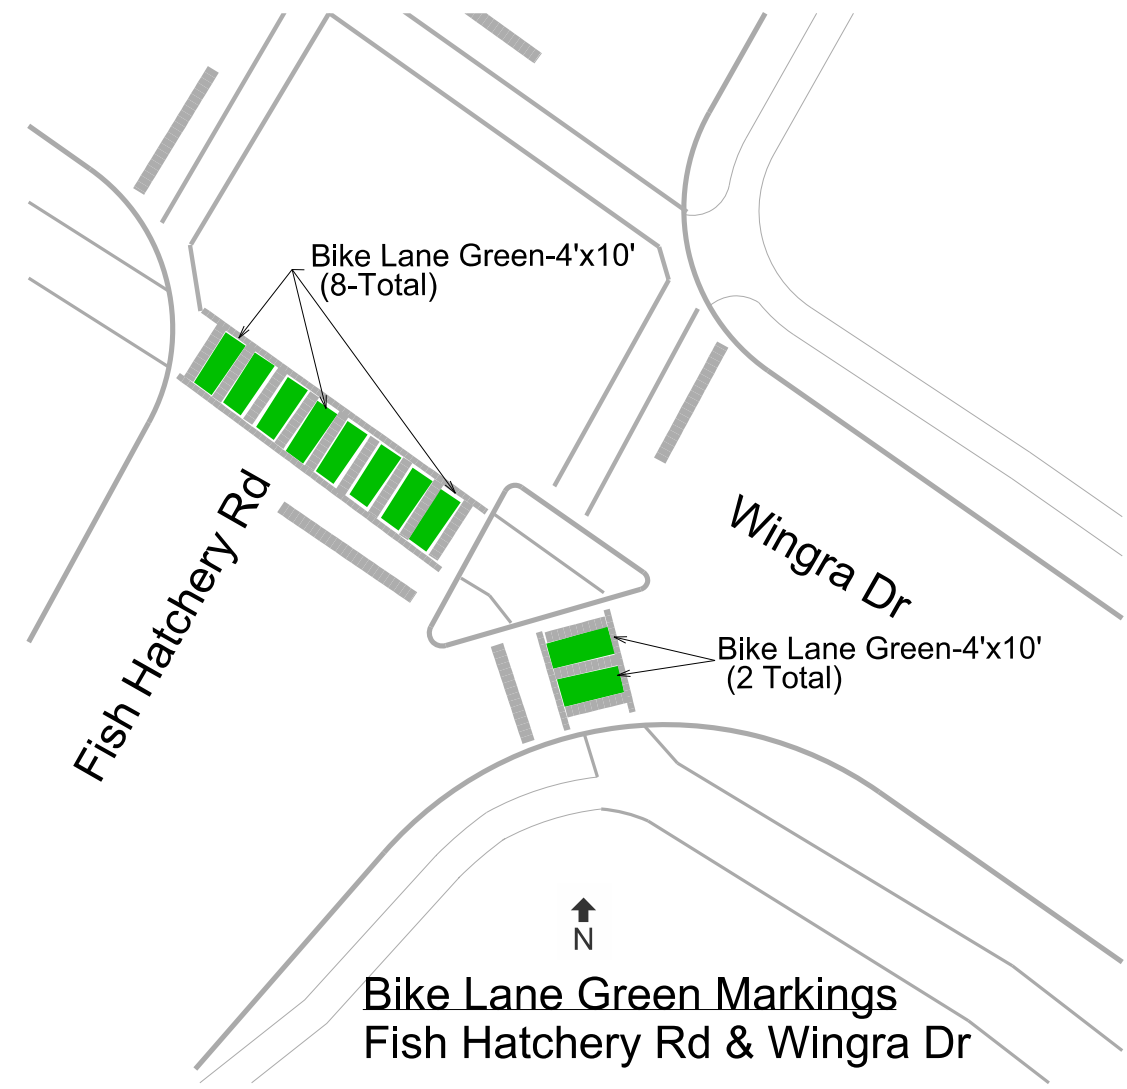 Bike Lane Green-4'x10'
(8-Total)
Fish Hatchery Rd
Wingra Dr
Bike Lane Green-4'x10'
(2 Total)
N
Bike Lane Green Markings
Fish Hatchery Rd & Wingra Dr